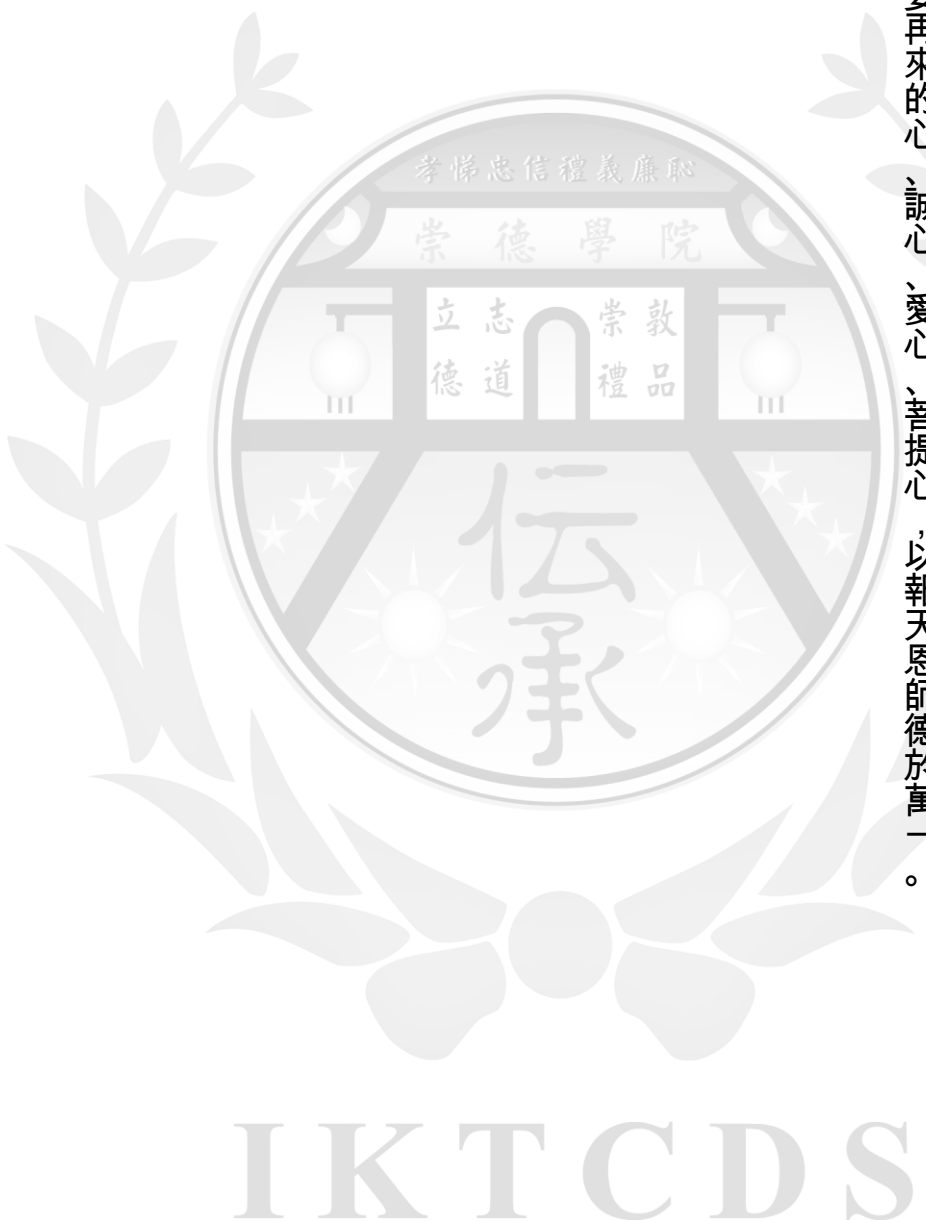 再來的心、誠心、愛心、菩提心，以報天恩師德於萬一。
孝悌忠信禮義廉恥
崇德學院
立志 崇敦
德道 禮品
伝承
IKTCDS